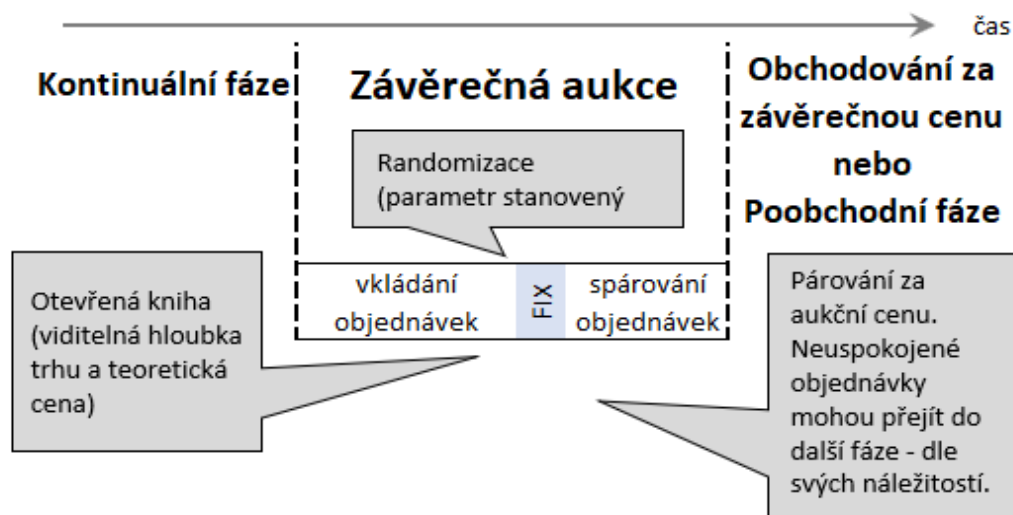 čas
Kontinuální fáze
Závěrečná aukce
Obchodování za
závěrečnou cenu
nebo
Poobchodní fáze
Randomizace
(parametr stanovený
Otevřená kniha
(viditelná hloubka
trhu a teoretická
cena)
vkládání
objednávek
FIX
spárování
objednávek
Párování za
aukční cenu.
Neuspokojené
objednávky
mohou přejít do
další fáze - dle
svých náležitostí.